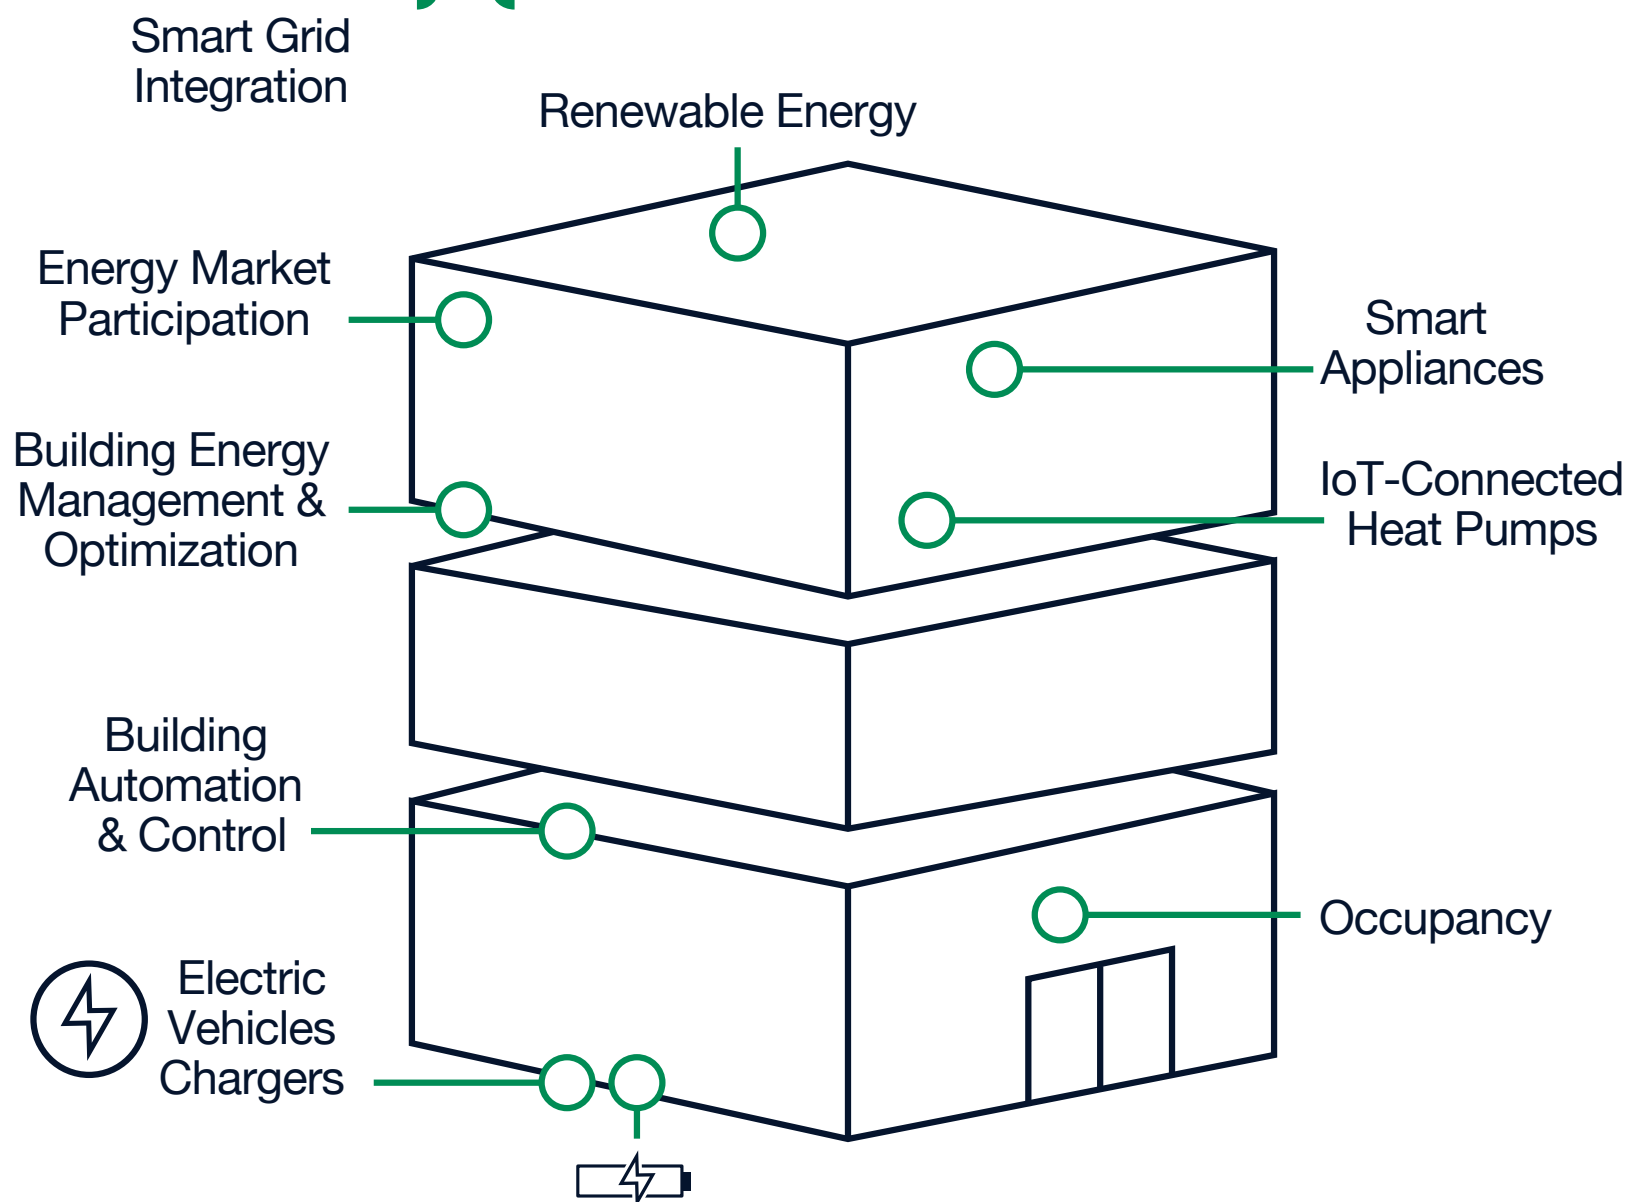 Smart Grid
Integration
Renewable Energy
Energy Market
Participation
Smart
Appliances
Building Energy
Management &
Optimization
IoT-Connected
Heat Pumps
Building
Automation
& Control
Occupancy
Electric
Vehicles
Chargers